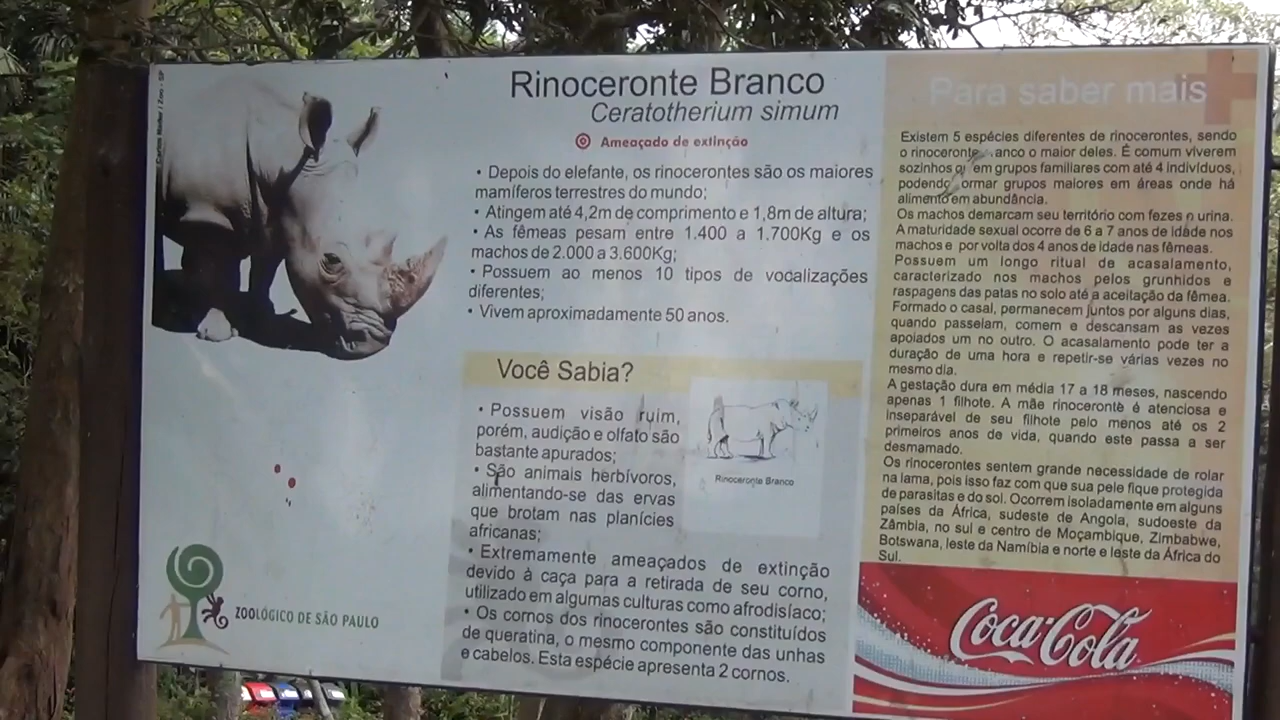 Rinoceronte Branco
Ceratotherium simum
Ameaçado de extinção
• Depois do elefante, os rinocerontes são os maiores
mamíferos terrestres do mundo;
• Atingem até 4,2m de comprimento e 1,8m de altura;
• As fêmeas pesam entre 1.400 a 1.700Kg e os
machos de 2.000 a 3.600Kg;
• Possuem ao menos 10 tipos de vocalizações
diferentes;
• Vivem aproximadamente 50 anos.
Você Sabia?
• Possuem visão ruim,
porém, audição e olfato são
bastante apurados;
• São animais herbívoros,
alimentando-se das ervas
que brotam nas planícies
africanas;
• Extremamente ameaçados de extinção
devido à caça para a retirada de seu corno,
utilizado em algumas culturas como afrodisíaco;
• Os cornos dos rinocerontes são constituídos
de queratina, o mesmo componente das unhas
e cabelos. Esta espécie apresenta 2 cornos.
Rinoceronte Branco
Para saber mais
Existem 5 espécies diferentes de rinocerontes, sendo
o rinoceronte anco o maior deles. É comum viverem
sozinhos em grupos familiares com até 4 indivíduos,
podendo ormar grupos maiores em áreas onde há
alimento em abundância.
Os machos demarcam seu território com fezes e urina.
A maturidade sexual ocorre de 6 a 7 anos de idade nos
machos e por volta dos 4 anos de idade nas fêmeas.
Possuem um longo ritual de acasalamento,
caracterizado nos machos pelos grunhidos e
raspagens das patas no solo até a aceitação da fêmea.
Formado o casal, permanecem juntos por alguns dias,
quando passeiam, comem e descansam as vezes
apoiados um no outro. O acasalamento pode ter a
duração de uma hora e repetir-se várias vezes no
mesmo dia.
A gestação dura em média 17 a 18 meses, nascendo
apenas 1 filhote. A mãe rinoceronte é atenciosa e
inseparável de seu filhote pelo menos até os 2
primeiros anos de vida, quando este passa a ser
desmamado.
Os rinocerontes sentem grande necessidade de rolar
na lama, pois isso faz com que sua pele fique protegida
de parasitas e do sol. Ocorrem isoladamente em alguns
países da África, sudeste de Angola, sudoeste da
Zâmbia, no sul e centro de Moçambique, Zimbabwe,
Botswana, leste da Namíbia e norte e leste da África do
Sul.
ZOOLÓGICO DE SÃO PAULO
Coca-Cola